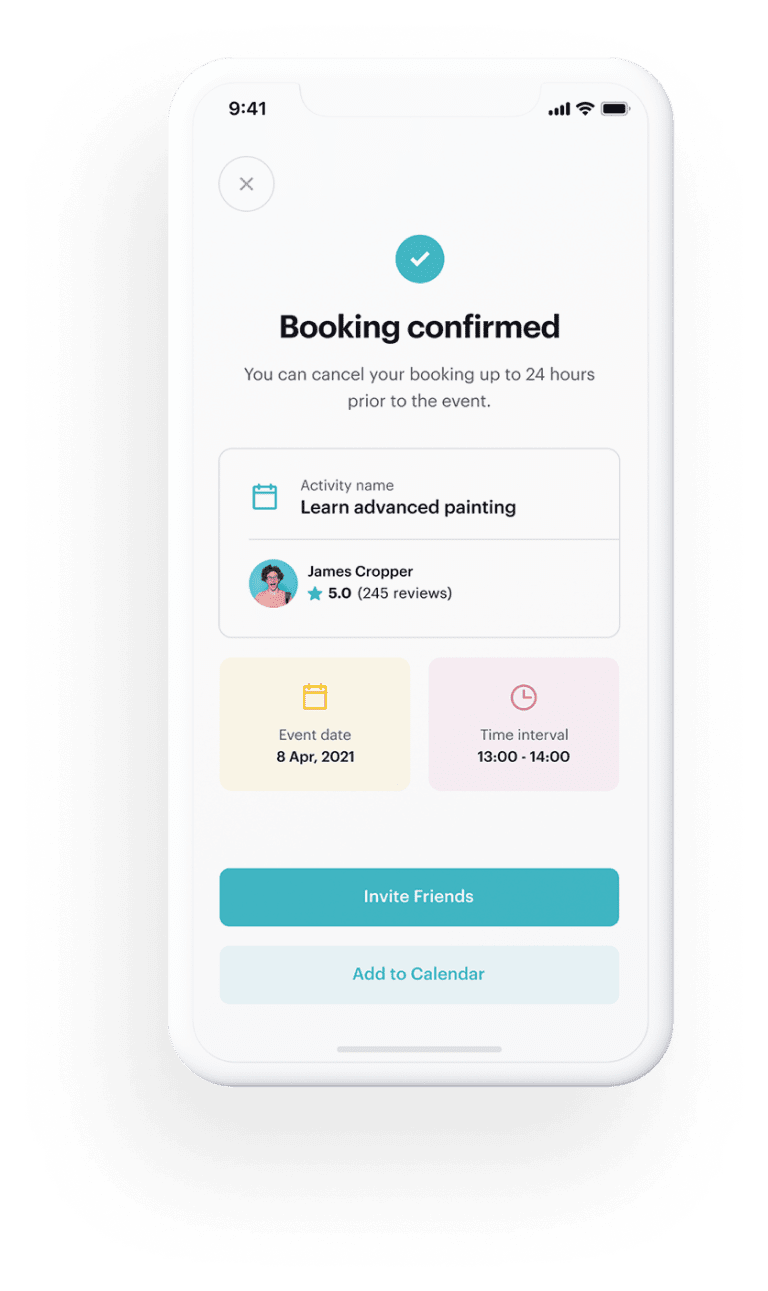 9:41
Booking confirmed
You can cancel your booking up to 24 hours
prior to the event.
Activity name
Learn advanced painting
James Cropper
5.0 (245 reviews)
Event date
8 Apr, 2021
Time interval
13:00 - 14:00
Invite Friends
Add to Calendar